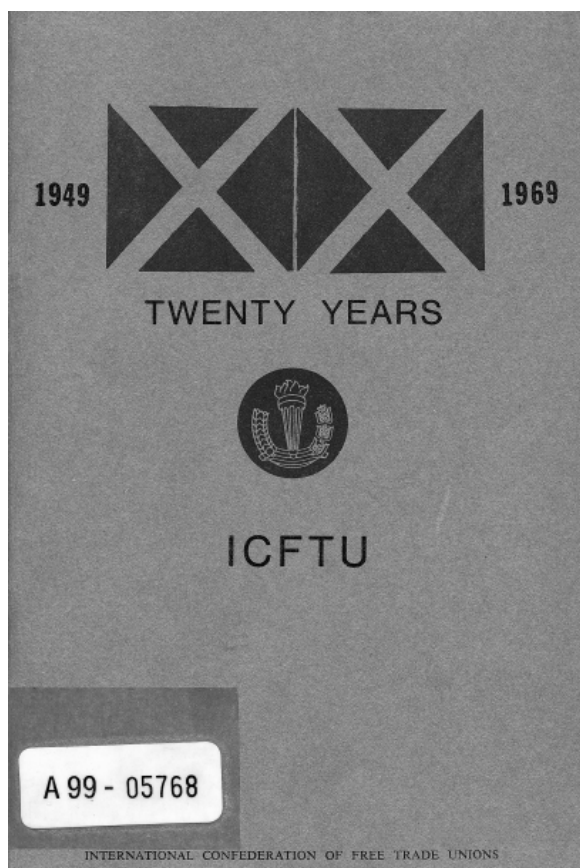 1949
1969
TWENTY YEARS
ICFTU
A 99 - 05768
INTERNATIONAL CONFEDERATION OF FREE TRADE UNIONS